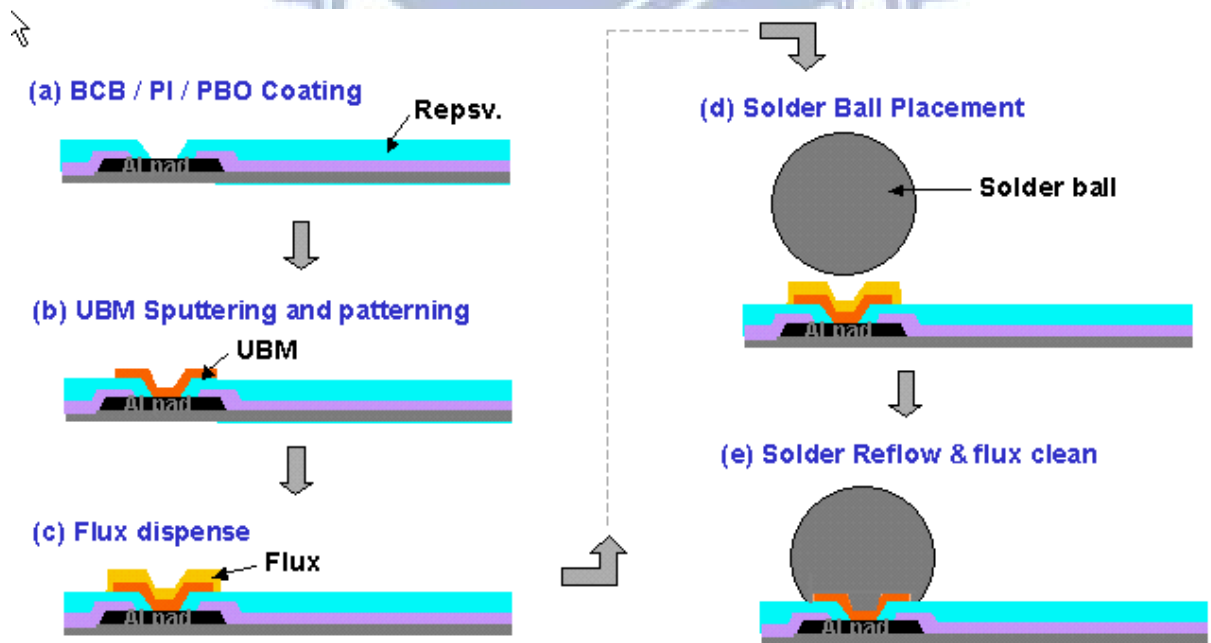 (a) BCB / PI / PBO Coating
Repsv.
Al pad
(b) UBM Sputtering and patterning
UBM
Al pad
(c) Flux dispense
Flux
Al pad
(d) Solder Ball Placement
Solder ball
Al pad
(e) Solder Reflow & flux clean
Al pad